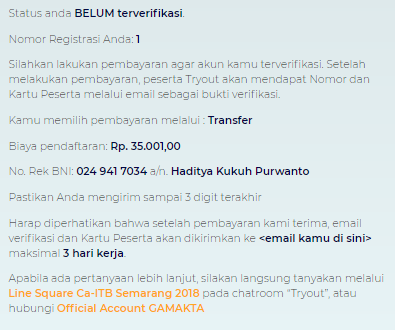 Status anda BELUM terverifikasi.
Nomor Registrasi Anda: 1
Silahkan lakukan pembayaran agar akun kamu terverifikasi. Setelah
melakukan pembayaran, peserta Tryout akan mendapat Nomor dan
Kartu Peserta melalui email sebagai bukti verifikasi.
Kamu memilih pembayaran melalui : Transfer
Biaya pendaftaran: Rp. 35.001,00
No. Rek BNI: 024 941 7034 a/n. Haditya Kukuh Purwanto
Pastikan Anda mengirim sampai 3 digit terakhir
Harap diperhatikan bahwa setelah pembayaran kami terima, email
verifikasi dan Kartu Peserta akan dikirimkan ke <email kamu di sini>
maksimal 3 hari kerja.
Apabila ada pertanyaan lebih lanjut, silakan langsung tanyakan melalui
Line Square Ca-ITB Semarang 2018 pada chatroom “Tryout”, atau
hubungi Official Account GAMAKTA